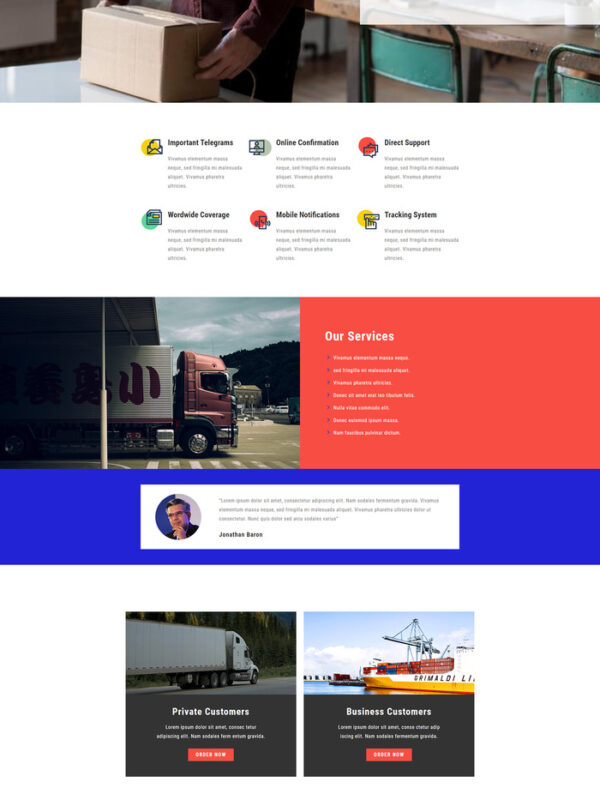 Important Telegrams
Vivamus elementum massa
neque, sed fringilla mi malesuada
aliquet. Vivamus pharetra
ultricies.
Online Confirmation
Vivamus elementum massa
neque, sed fringilla mi malesuada
aliquet. Vivamus pharetra
ultricies.
Direct Support
Vivamus elementum massa
neque, sed fringilla mi malesuada
aliquet. Vivamus pharetra
ultricies.
Wordwide Coverage
Vivamus elementum massa
neque, sed fringilla mi malesuada
aliquet. Vivamus pharetra
ultricies.
Mobile Notifications
Vivamus elementum massa
neque, sed fringilla mi malesuada
aliquet. Vivamus pharetra
ultricies.
Tracking System
Vivamus elementum massa
neque, sed fringilla mi malesuada
aliquet. Vivamus pharetra
ultricies.
Our Services
Vivamus elementum massa neque.
sed fringilla mi malesuada aliquet.
Vivamus pharetra ultricies.
Donec sit amet erat leo tibulum felis.
Nulla vitae commodo elit.
Donec euismod ipsum massa.
Nam faucibus pulvinar dictum.
"Lorem ipsum dolor sit amet, consectetur adipiscing elit. Nam sodales fermentum gravida. Vivamus
elementum massa neque, sed fringilla mi malesuada aliquet. Vivamus pharetra ultricies dolor ut
consectetur. Nunc quis dolor sed arcu sodales varius"
Jonathan Baron
GRIMALDI LI
Private Customers
Lorem ipsum dolor sit amet, consec tetur
adipiscing elit. Nam sodales ferm entum gravida.
ORDER NOW
Business Customers
Lorem ipsum dolor sit amet, conse ctetur adip
iscing elit. Nam sodales fermentum gravida.
ORDER NOW